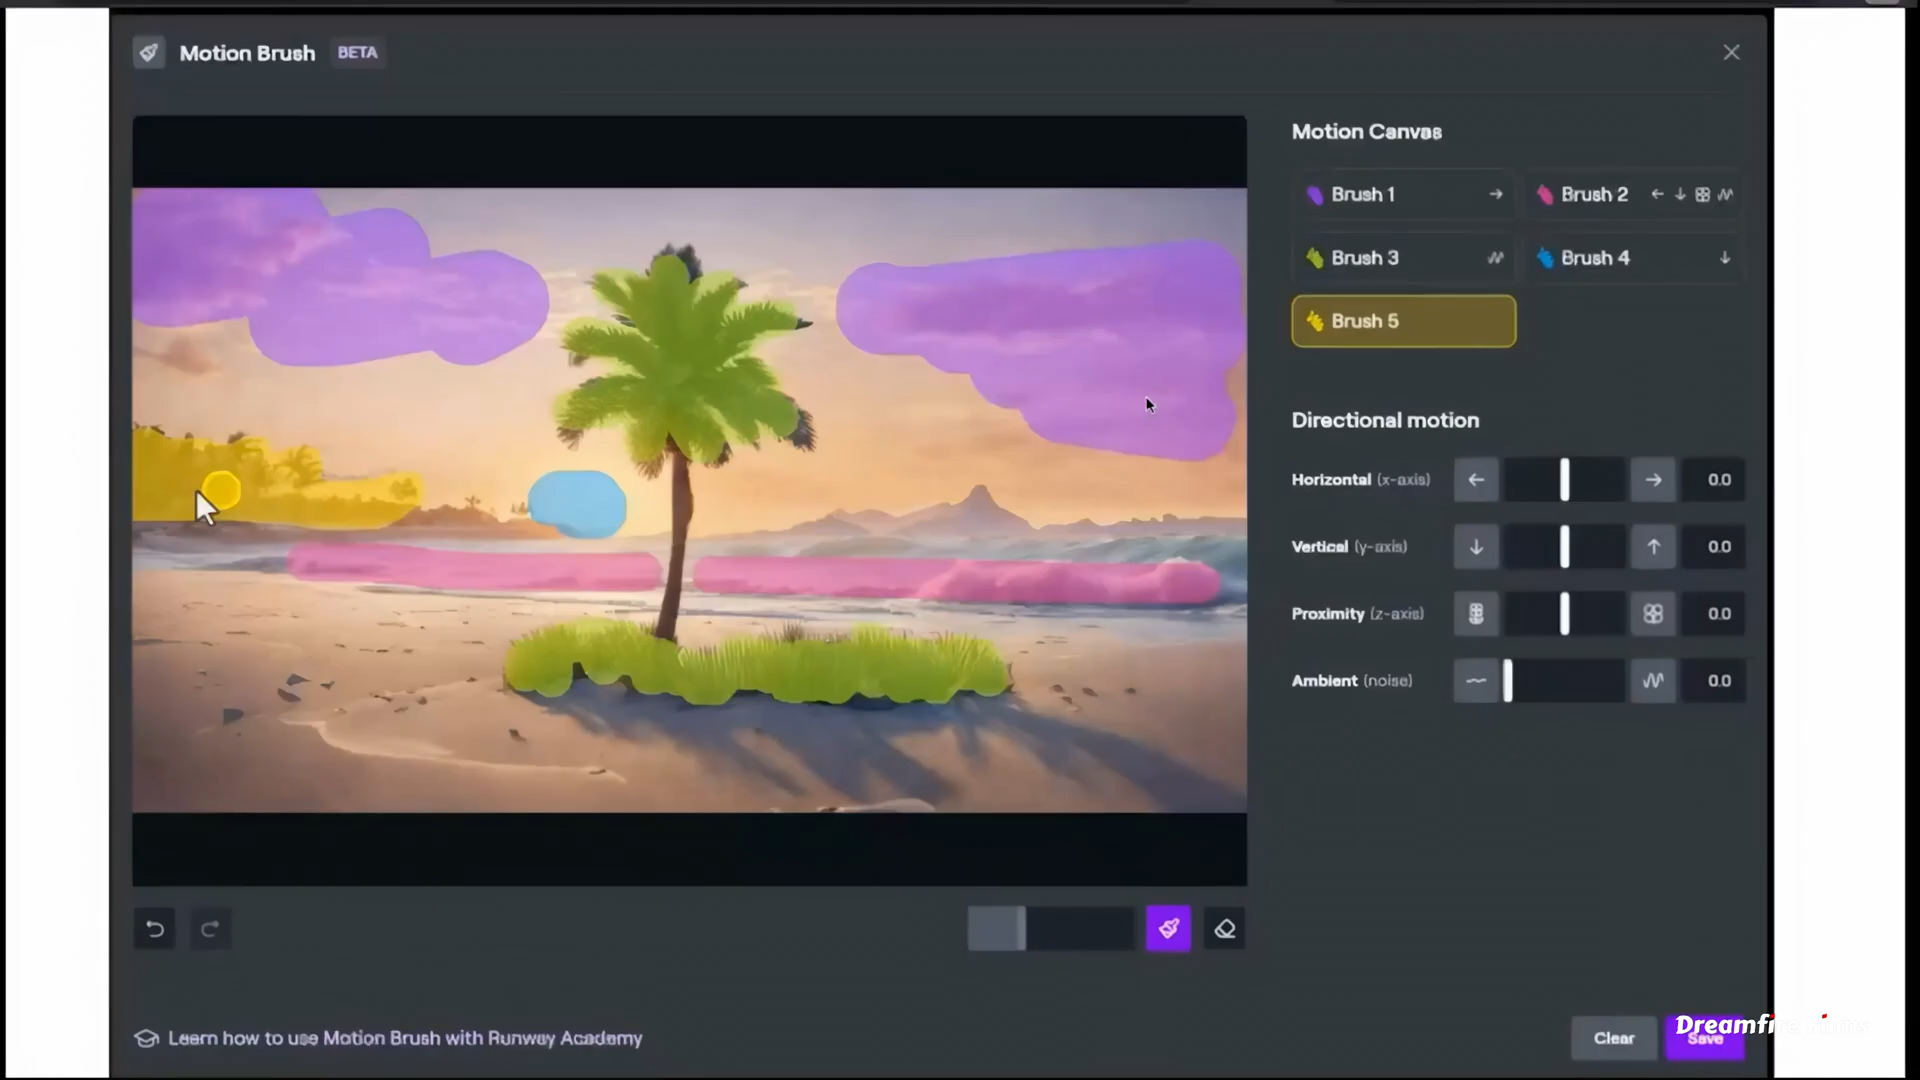 Motion Brush BETA
Motion Canvas
Brush 1
Brush 2
Brush 3
Brush 4
Brush 5
Directional motion
Horizontal (x-axis) 0.0
Vertical (y-axis) 0.0
Proximity (z-axis) 0.0
Ambient (noise) 0.0
Learn how to use Motion Brush with Runway Academy
Clear
Save